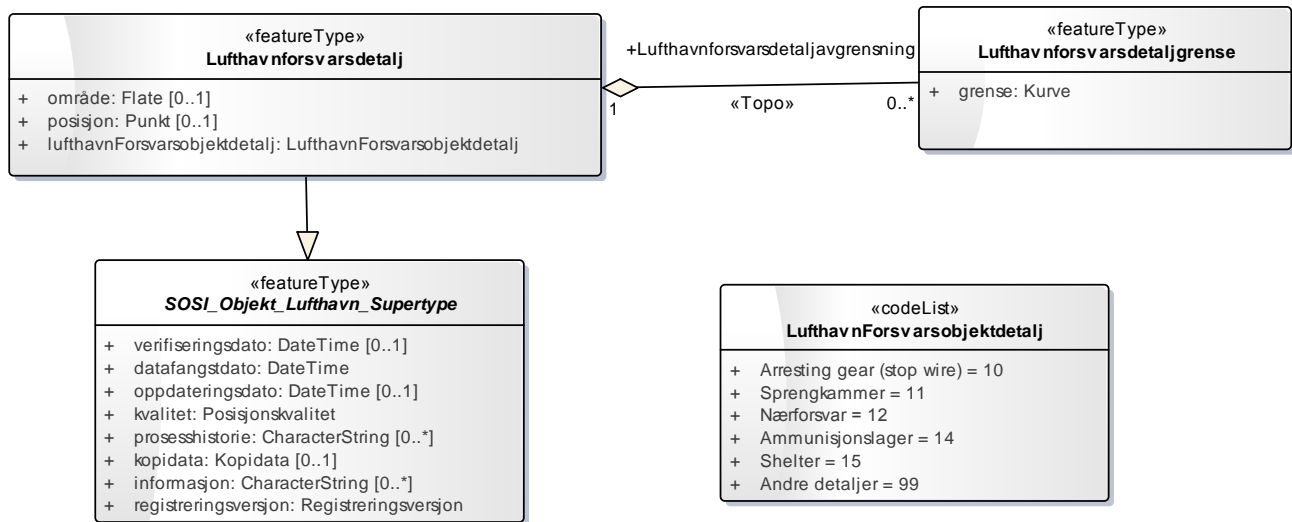 «featureType»
Lufthavnforsvarsdetalj
+ område: Flate [0..1]
+ posisjon: Punkt [0..1]
+ lufthavnForsvarsobjektdetalj: LufthavnForsvarsobjektdetalj
+Lufthavnforsvarsdetaljavgrensning
1
«Topo»
0..*
«featureType»
Lufthavnforsvarsdetaljgrense
+ grense: Kurve
«featureType»
SOSI_Objekt_Lufthavn_Supertype
+ verifiseringsdato: DateTime [0..1]
+ datafangstdato: DateTime
+ oppdateringsdato: DateTime [0..1]
+ kvalitet: Posisjonskvalitet
+ prosesshistorie: CharacterString [0..*]
+ kopidata: Kopidata [0..1]
+ informasjon: CharacterString [0..*]
+ registreringsversjon: Registreringsversjon
«codeList»
LufthavnForsvarsobjektdetalj
+ Arresting gear (stop wire) = 10
+ Sprengkammer = 11
+ Nærforsvar = 12
+ Ammunisjonslager = 14
+ Shelter = 15
+ Andre detaljer = 99